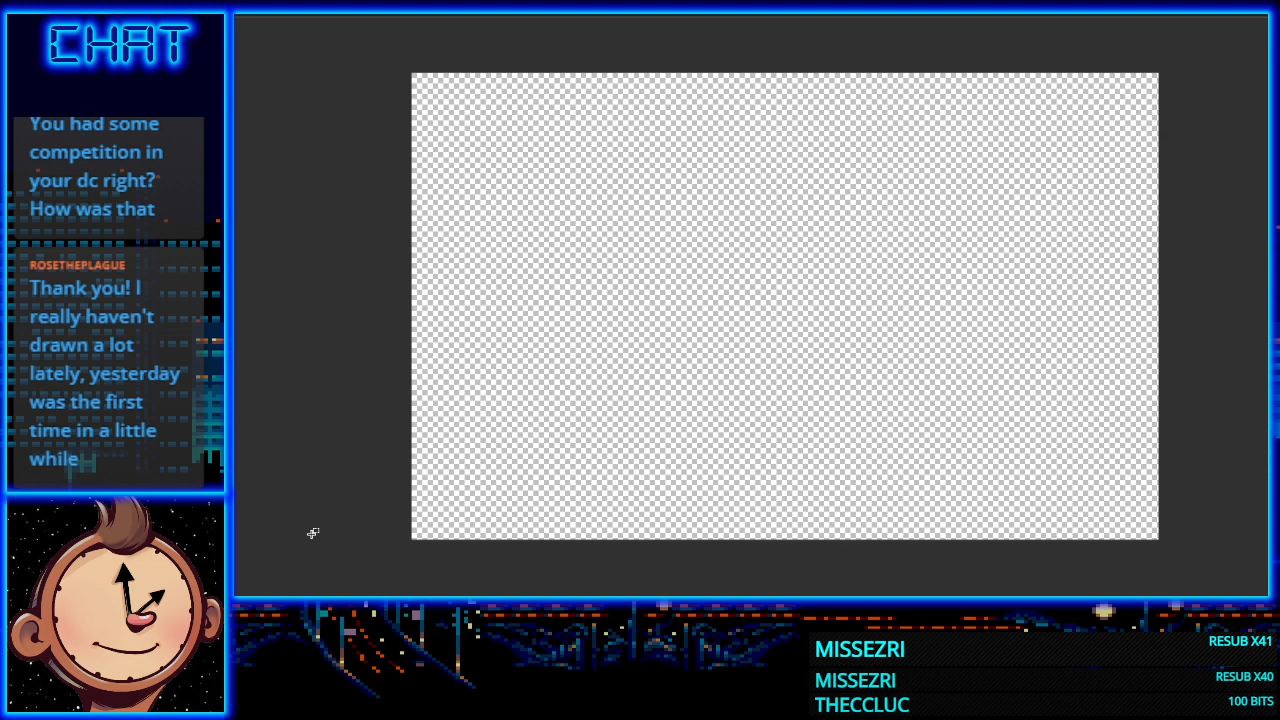 CHAT
You had some
competition in
your dc right?
How was that
ROSETHEPLAGUE
Thank you! I
really haven't
drawn a lot
lately, yesterday
was the first
time in a little
while
MISSEZRI RESUB X41
MISSEZRI RESUB X40
THECCLUC 100 BITS